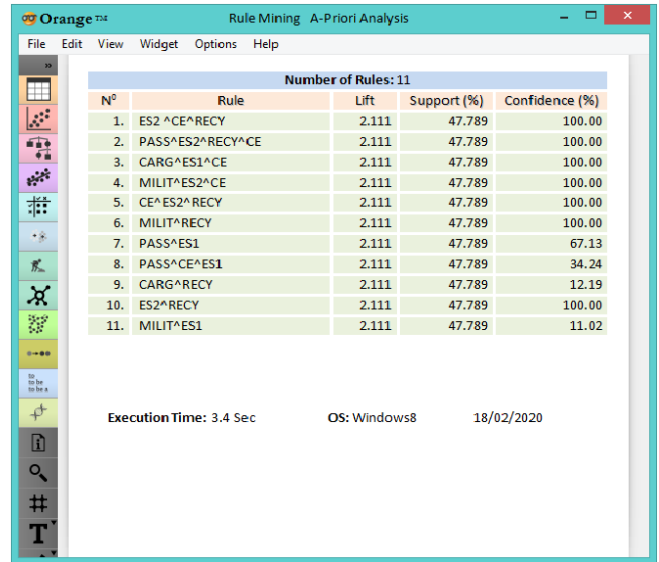 Orange TM Rule Mining A-Priori Analysis
File Edit View Widget Options Help
Number of Rules: 11
N⁰ Rule Lift Support (%) Confidence (%)
1. ES2 ^CE^RECY 2.111 47.789 100.00
2. PASS^ES2^RECY^CE 2.111 47.789 100.00
3. CARG^ES1^CE 2.111 47.789 100.00
4. MILIT^ES2^CE 2.111 47.789 100.00
5. CE^ES2^RECY 2.111 47.789 100.00
6. MILIT^RECY 2.111 47.789 100.00
7. PASS^ES1 2.111 47.789 67.13
8. PASS^CE^ES1 2.111 47.789 34.24
9. CARG^RECY 2.111 47.789 12.19
10. ES2^RECY 2.111 47.789 100.00
11. MILIT^ES1 2.111 47.789 11.02
to
to be
to be a
Execution Time: 3.4 Sec OS: Windows8 18/02/2020
T